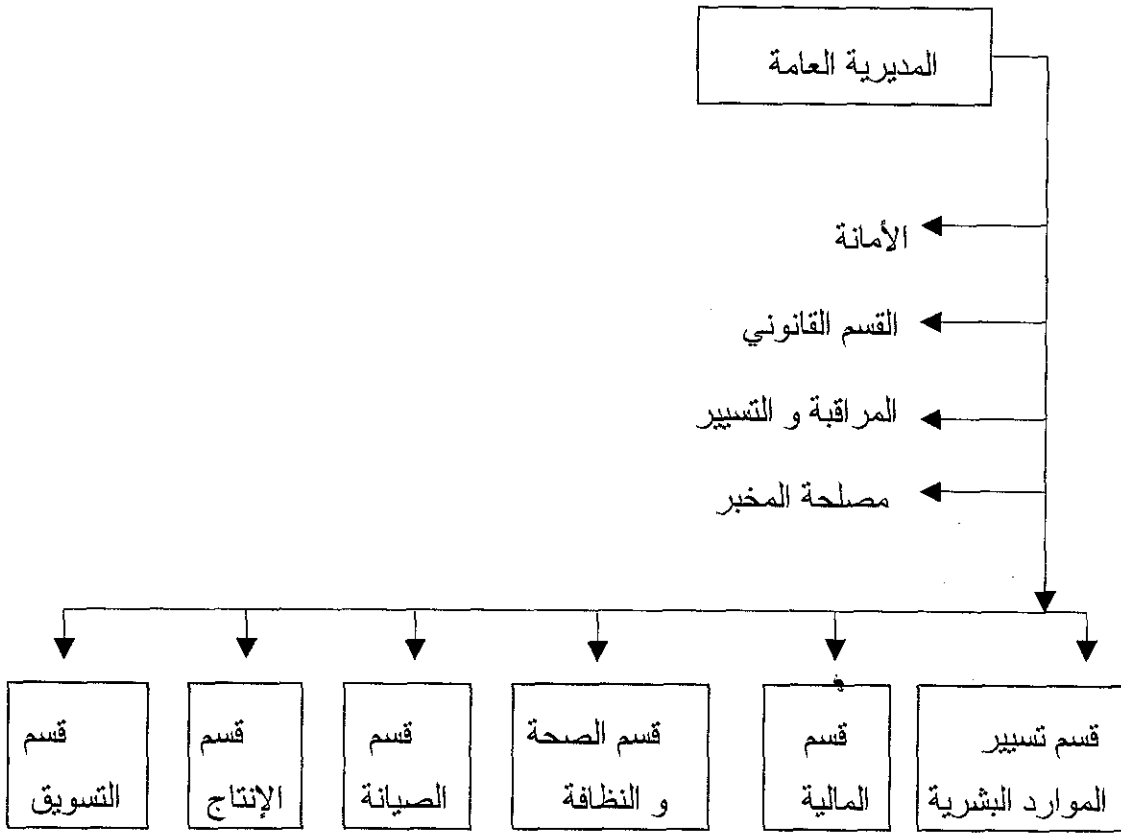 المديرية العامة
الأمانة
القسم القانوني
المراقبة و التسيير
مصلحة المخبر
قسم تسيير
الموارد البشرية
قسم
المالية
قسم الصحة
و النظافة
قسم
الصيانة
قسم
الإنتاج
قسم
التسويق